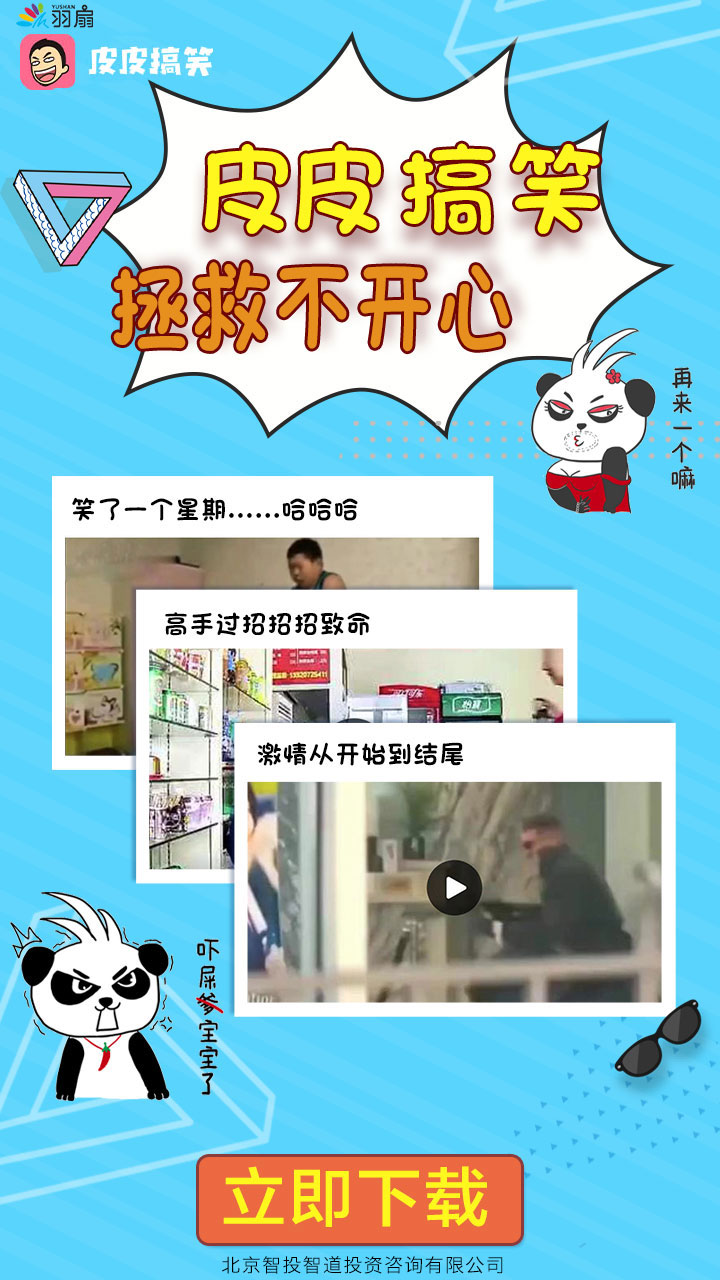 YUSHAN
羽扇
皮皮搞笑
皮皮搞笑
拯救不开心
再来一个嘛
笑了一个星期......哈哈哈
高手过招招招致命
怡寶
激情从开始到结尾
吓尿爹宝宝了
立即下载
北京智投智道投资咨询有限公司